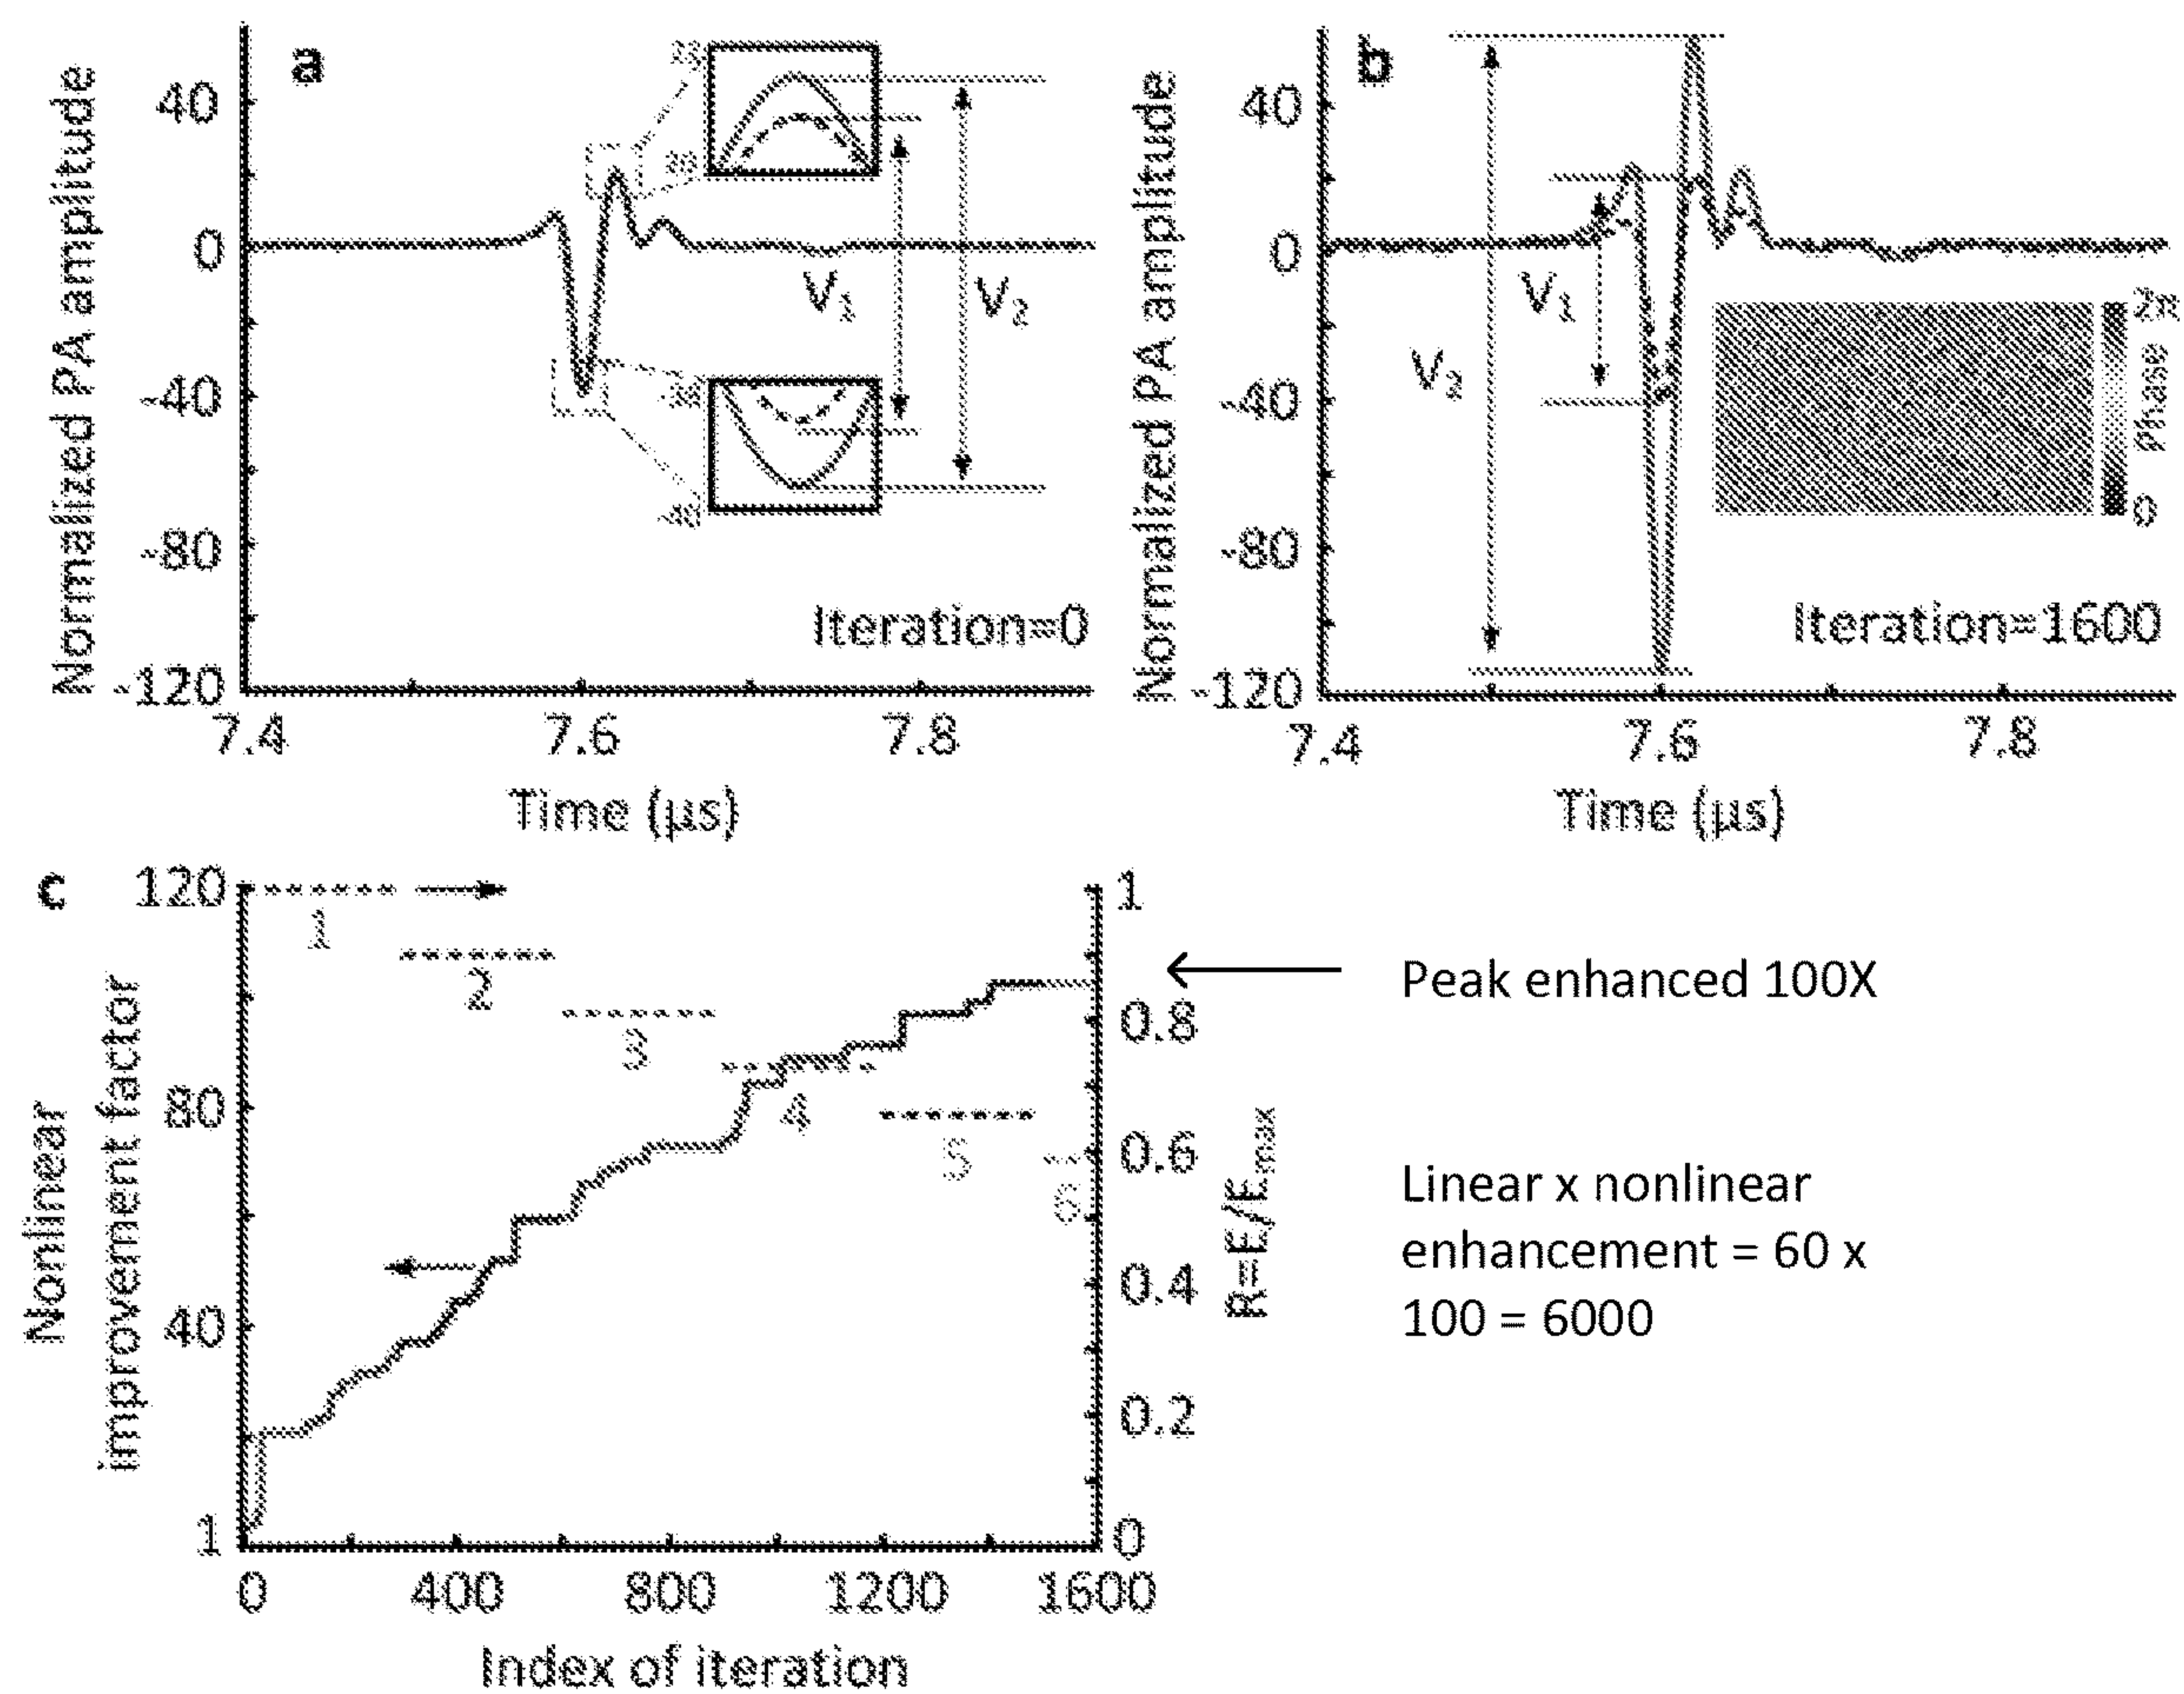 a
Normalized PA amplitude
40
0
-40
-80
-120
20
-40
V1
V2
Iteration=0
7.4
7.6
7.8
Time (µs)
b
Normalized PA amplitude
40
0
-40
-80
-120
V1
V2
2π
Phase
0
Iteration=1600
7.4
7.6
7.8
Time (µs)
c
Nonlinear
improvement factor
120
80
40
1
1
2
3
4
5
6
1
0.8
0.6
0.4
0.2
0
R=E/Emax
0
400
800
1200
1600
Index of iteration
Peak enhanced 100X
Linear x nonlinear
enhancement = 60 x
100 = 6000